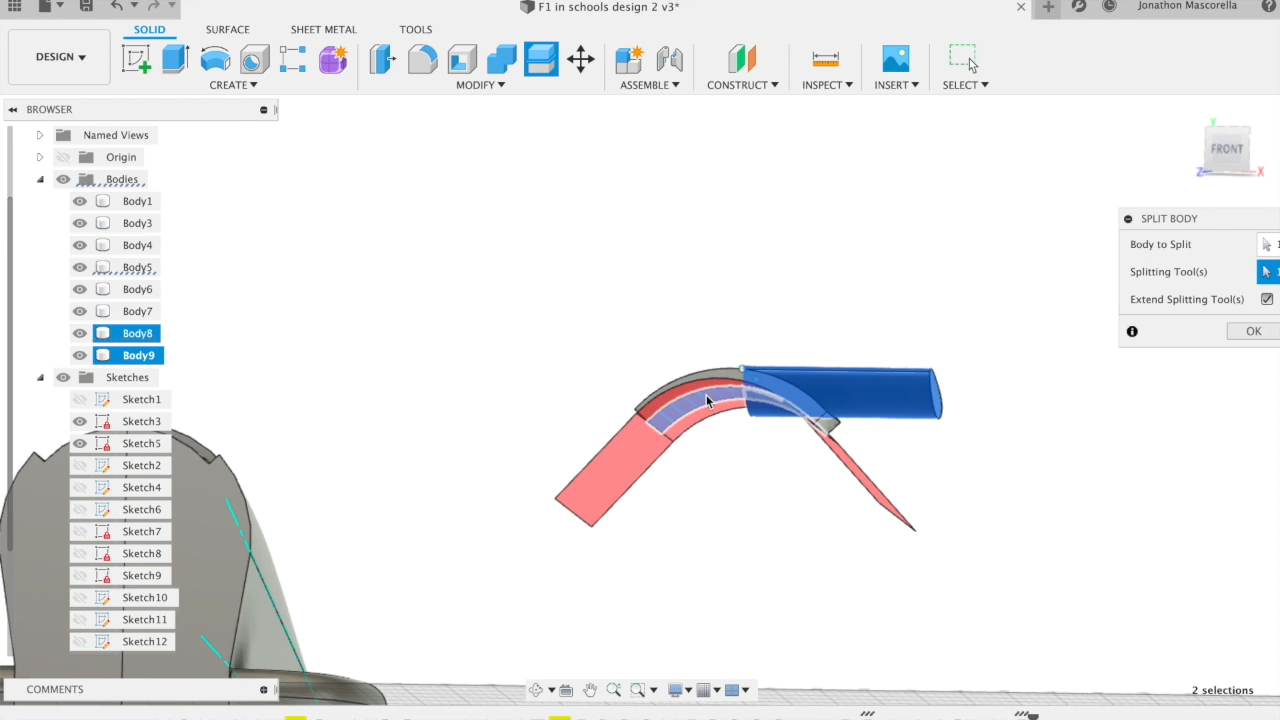 F1 in schools design 2 v3*
Jonathon Mascorella
DESIGN
SOLID
SURFACE
SHEET METAL
TOOLS
CREATE
MODIFY
ASSEMBLE
CONSTRUCT
INSPECT
INSERT
SELECT
BROWSER
Named Views
Origin
Bodies
Body1
Body3
Body4
Body5
Body6
Body7
Body8
Body9
Sketches
Sketch1
Sketch3
Sketch5
Sketch2
Sketch4
Sketch6
Sketch7
Sketch8
Sketch9
Sketch10
Sketch11
Sketch12
Y
FRONT
Z
X
SPLIT BODY
Body to Split
1
Splitting Tool(s)
1
Extend Splitting Tool(s)
OK
COMMENTS
2 selections